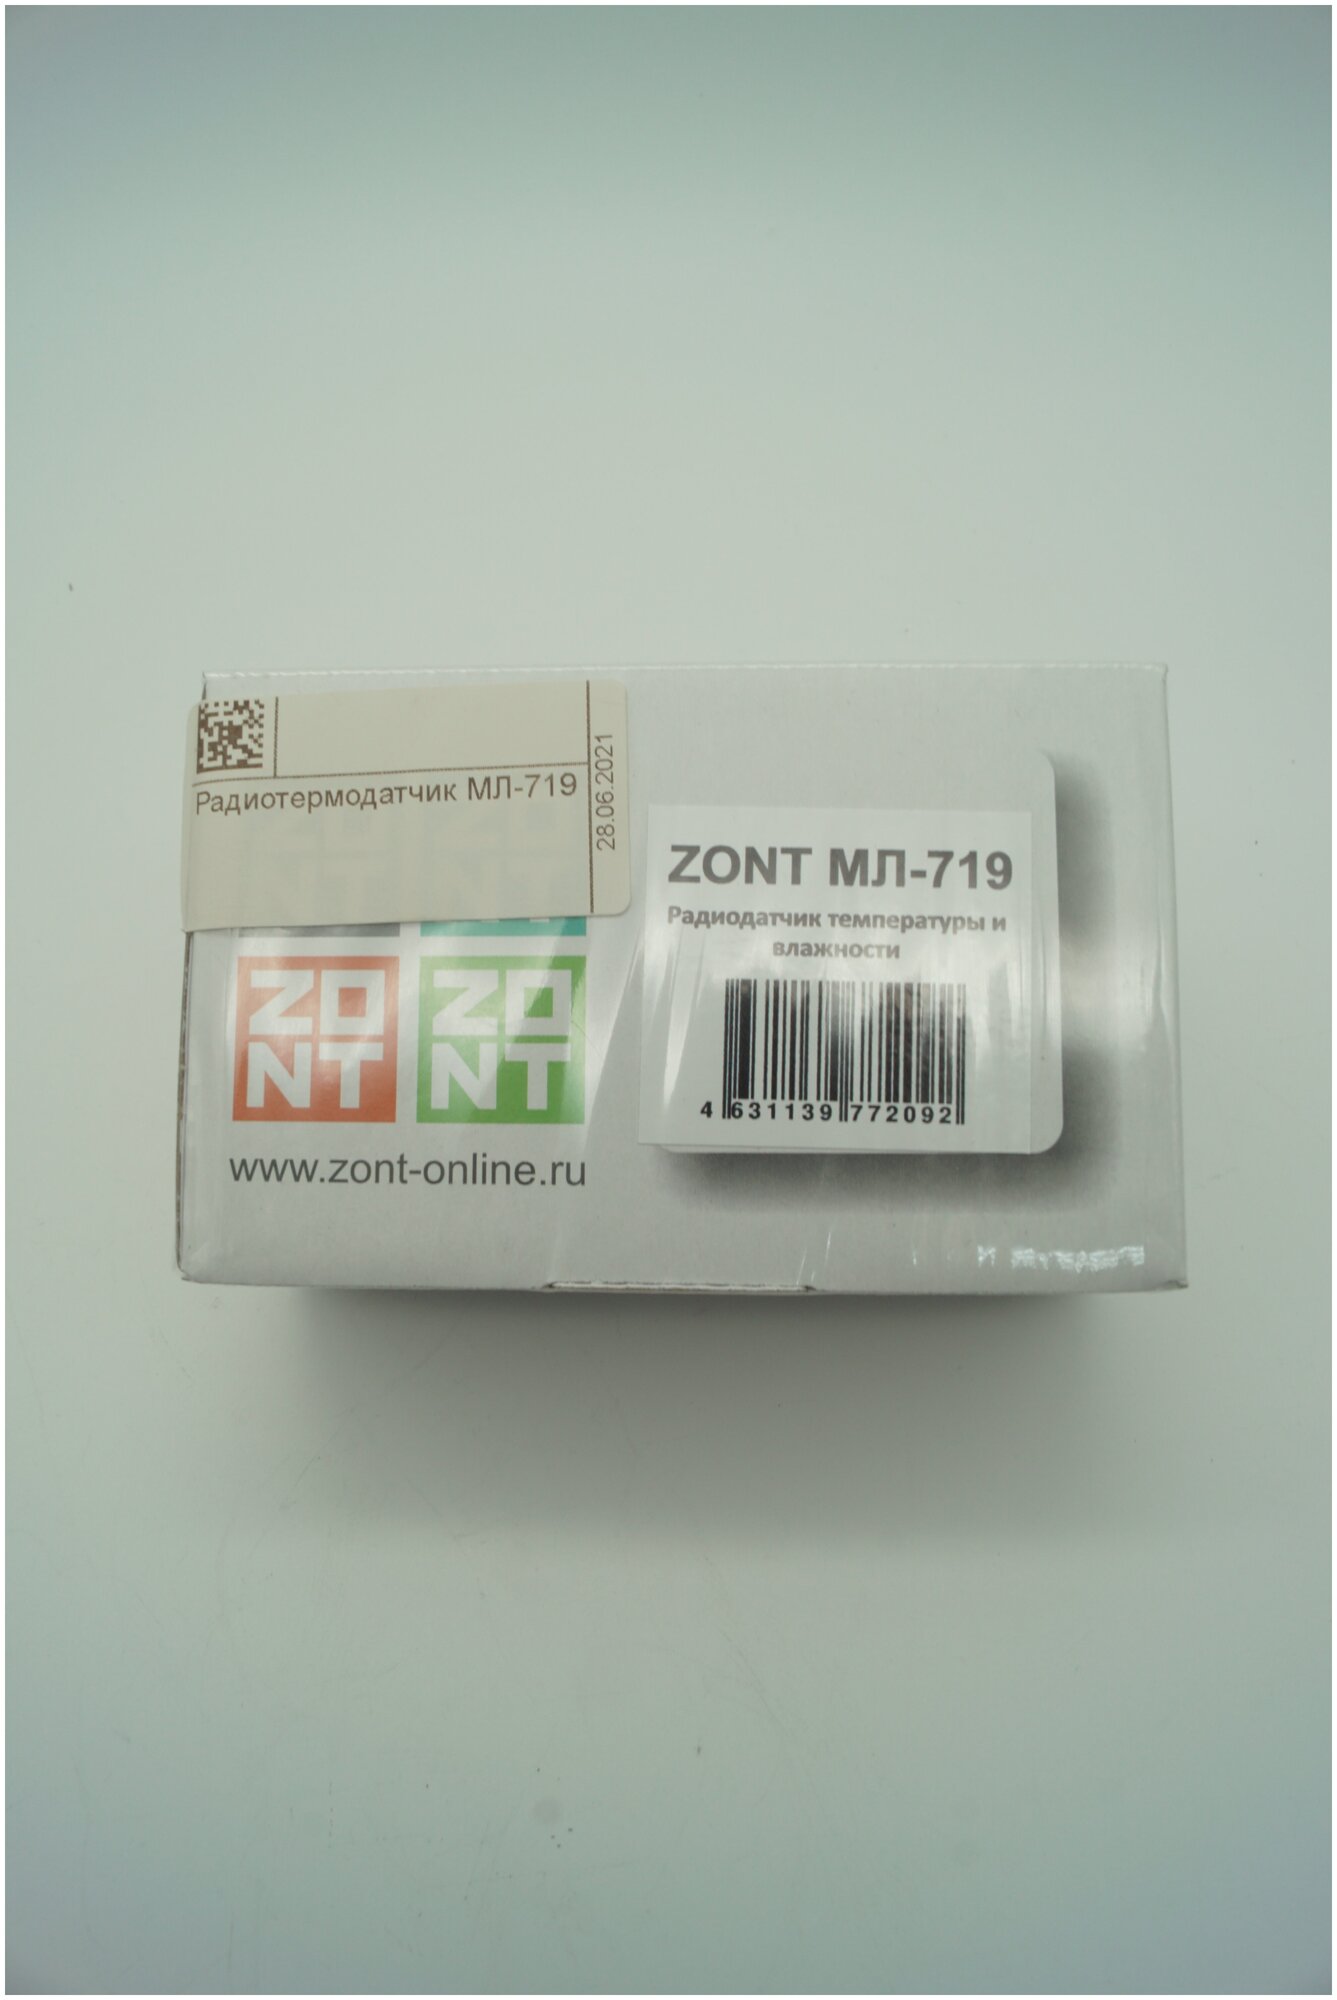 Радиотермодатчик МЛ-719
28.06.2021
ZONT МЛ-719
Радиодатчик температуры и
влажности
4 631139 772092
ZO
NT
ZO
NT
www.zont-online.ru